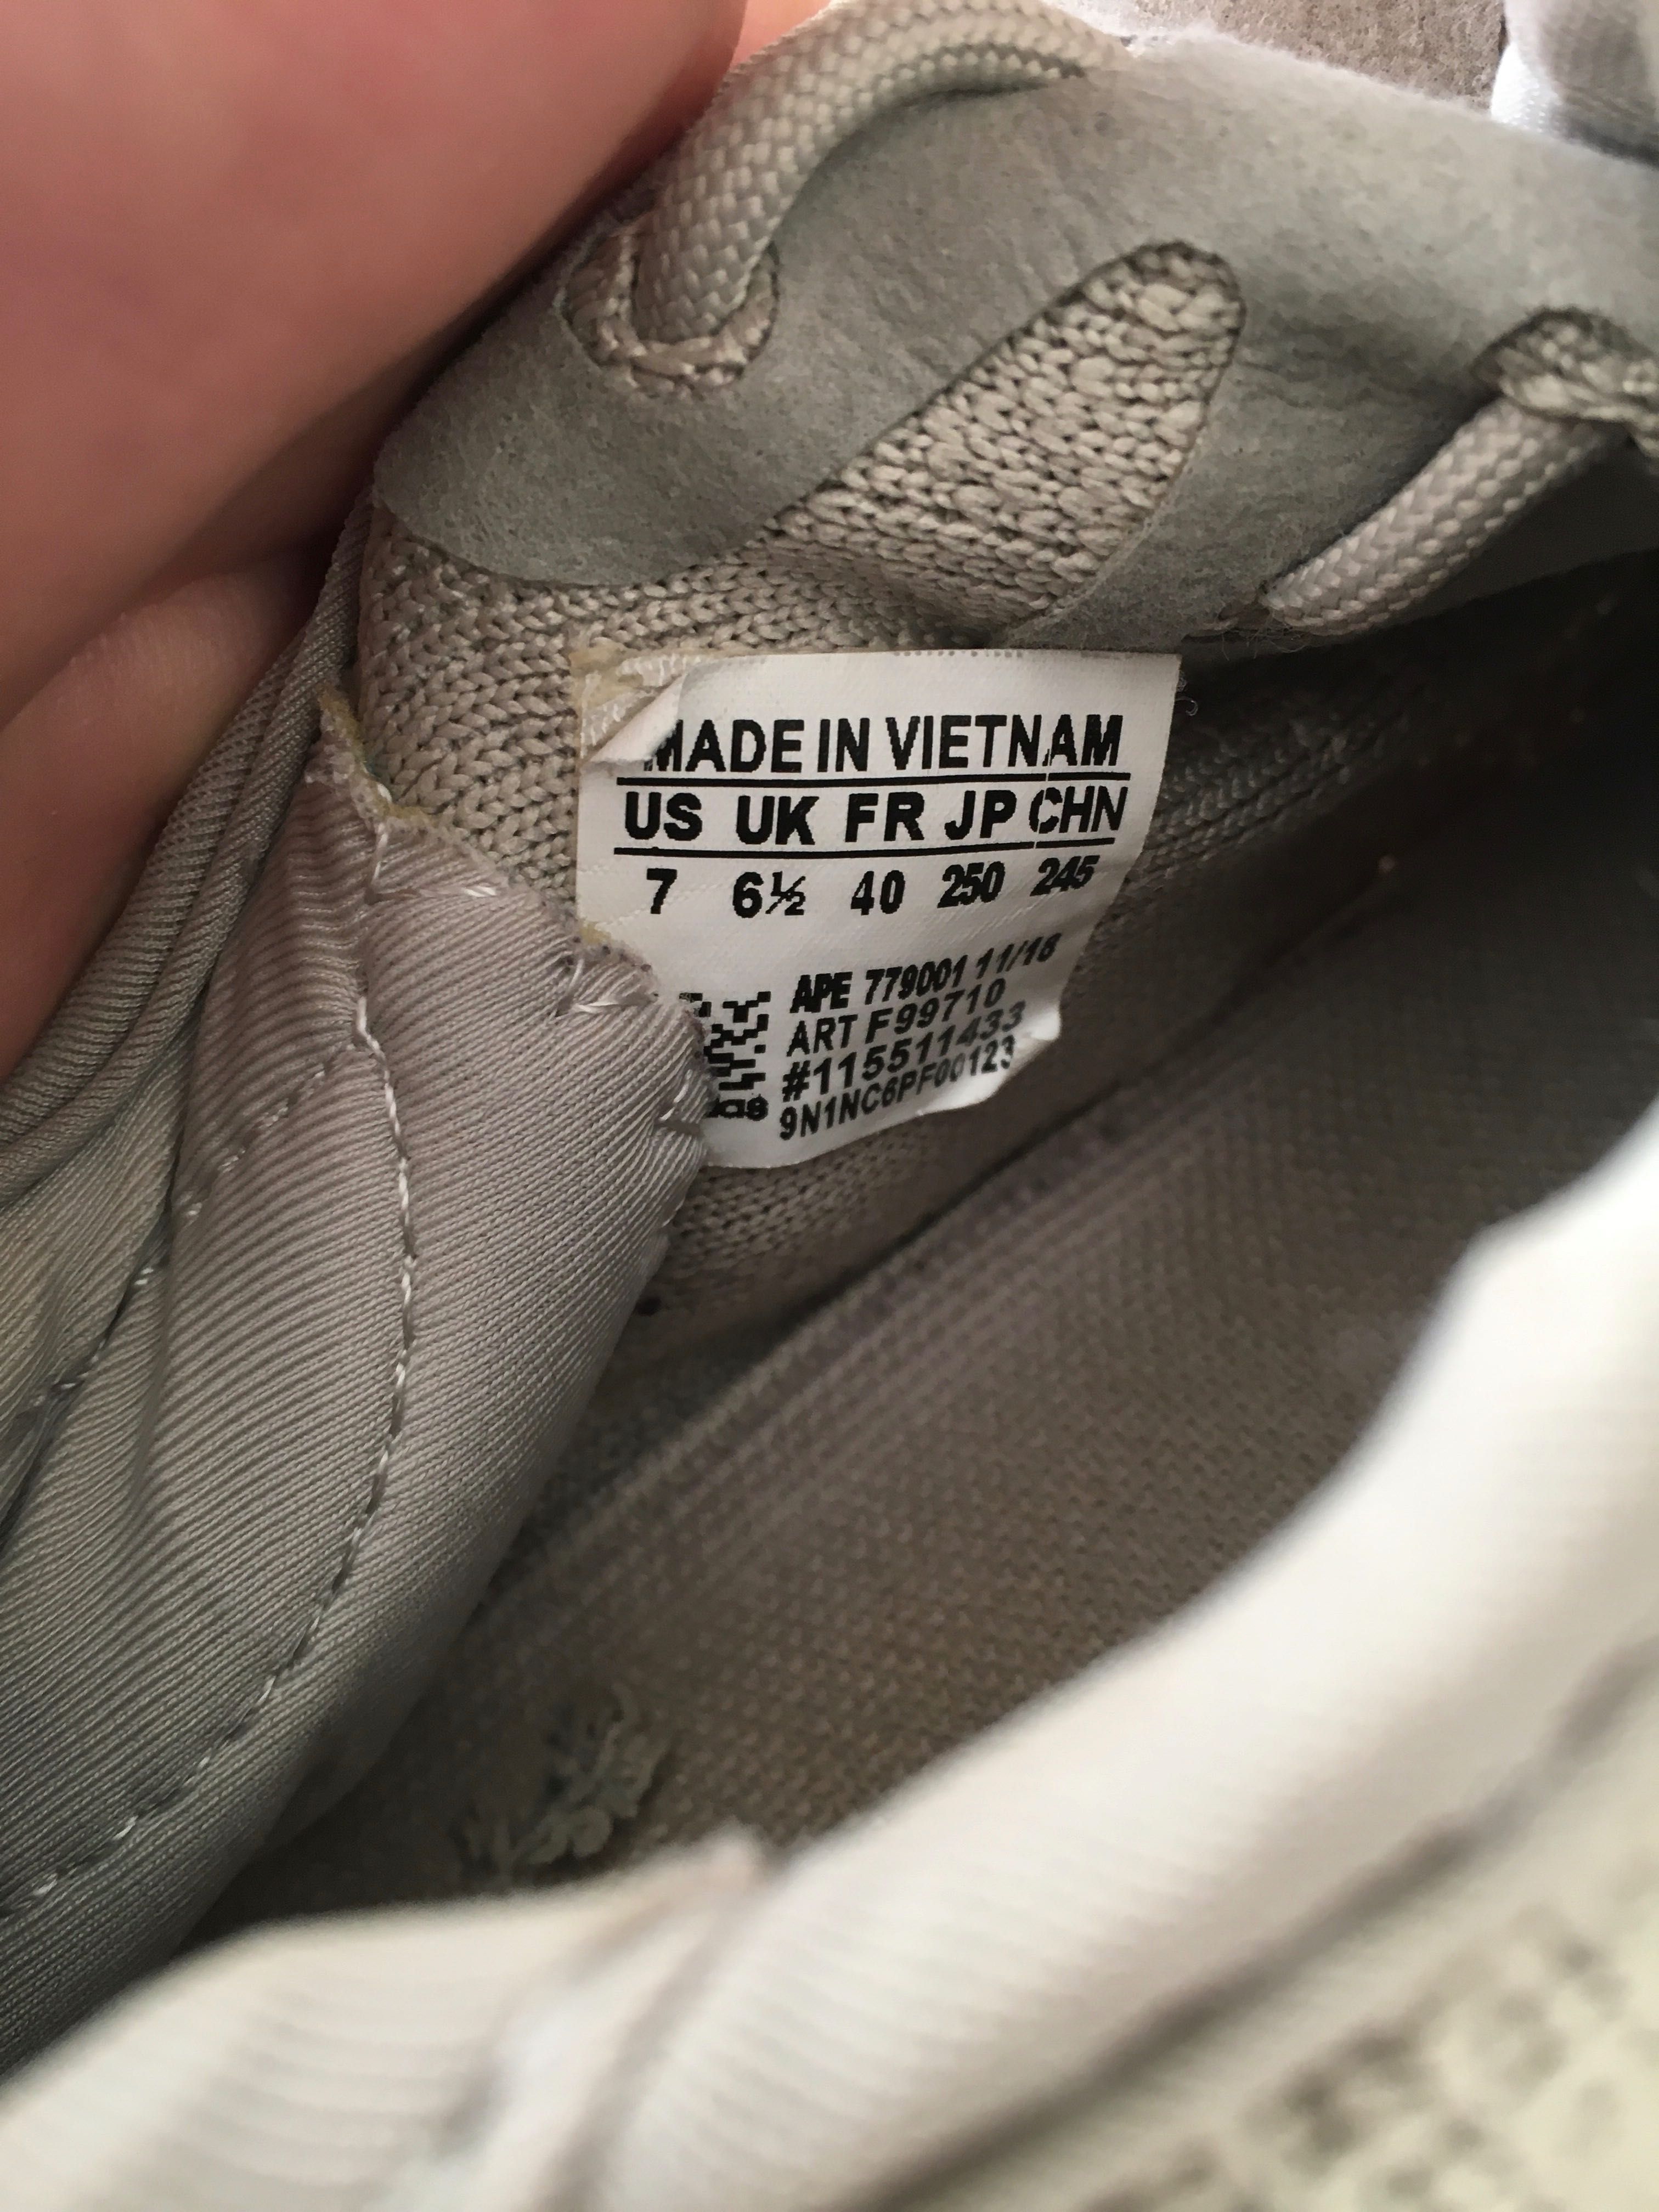 MADE IN VIETNAM
US UK FR JP CHN
7 6½ 40 250 245
APE 779001 11/18
ART F99710
#115511433
9N1NC6PF00123